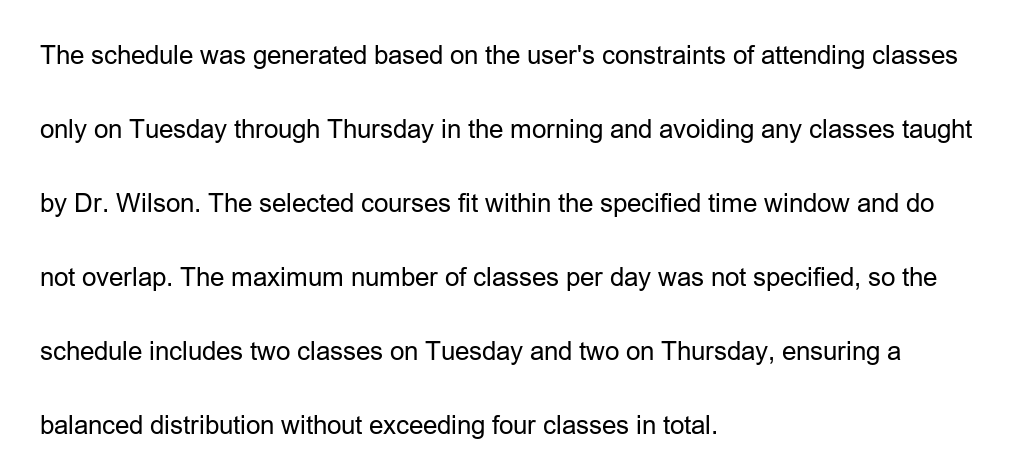 The schedule was generated based on the user's constraints of attending classes
only on Tuesday through Thursday in the morning and avoiding any classes taught
by Dr. Wilson. The selected courses fit within the specified time window and do
not overlap. The maximum number of classes per day was not specified, so the
schedule includes two classes on Tuesday and two on Thursday, ensuring a
balanced distribution without exceeding four classes in total.